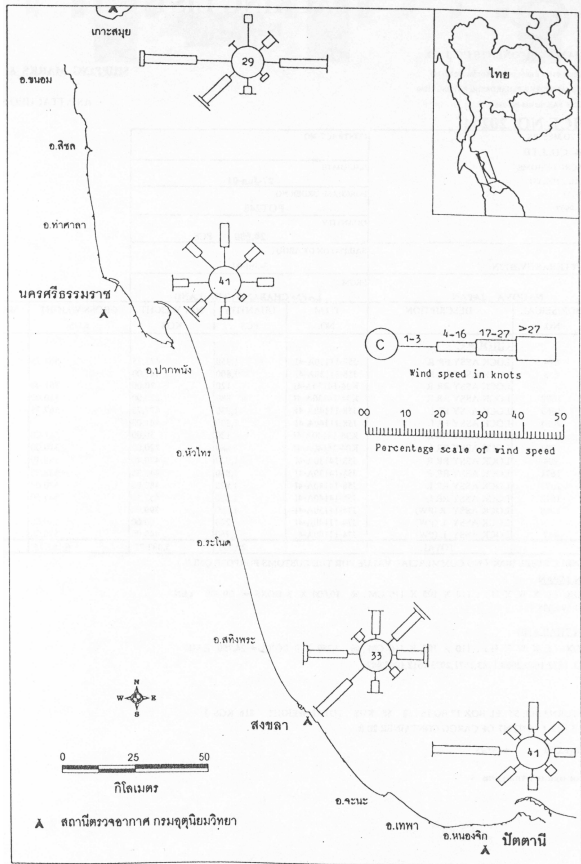 เกาะสมุย
29
ไทย
อ.ขนอม
อ.สิชล
อ.ท่าศาลา
41
นครศรีธรรมราช
อ.ปากพนัง
C 1-3 4-16 17-27 >27
Wind speed in knots
00 10 20 30 40 50
Percentage scale of wind speed
อ.หัวไทร
อ.ระโนด
อ.สทิงพระ
33
N
W E
S
สงขลา
41
0 25 50
กิโลเมตร
อ.จะนะ
อ.เทพา
อ.หนองจิก
ปัตตานี
สถานีตรวจอากาศ กรมอุตุนิยมวิทยา